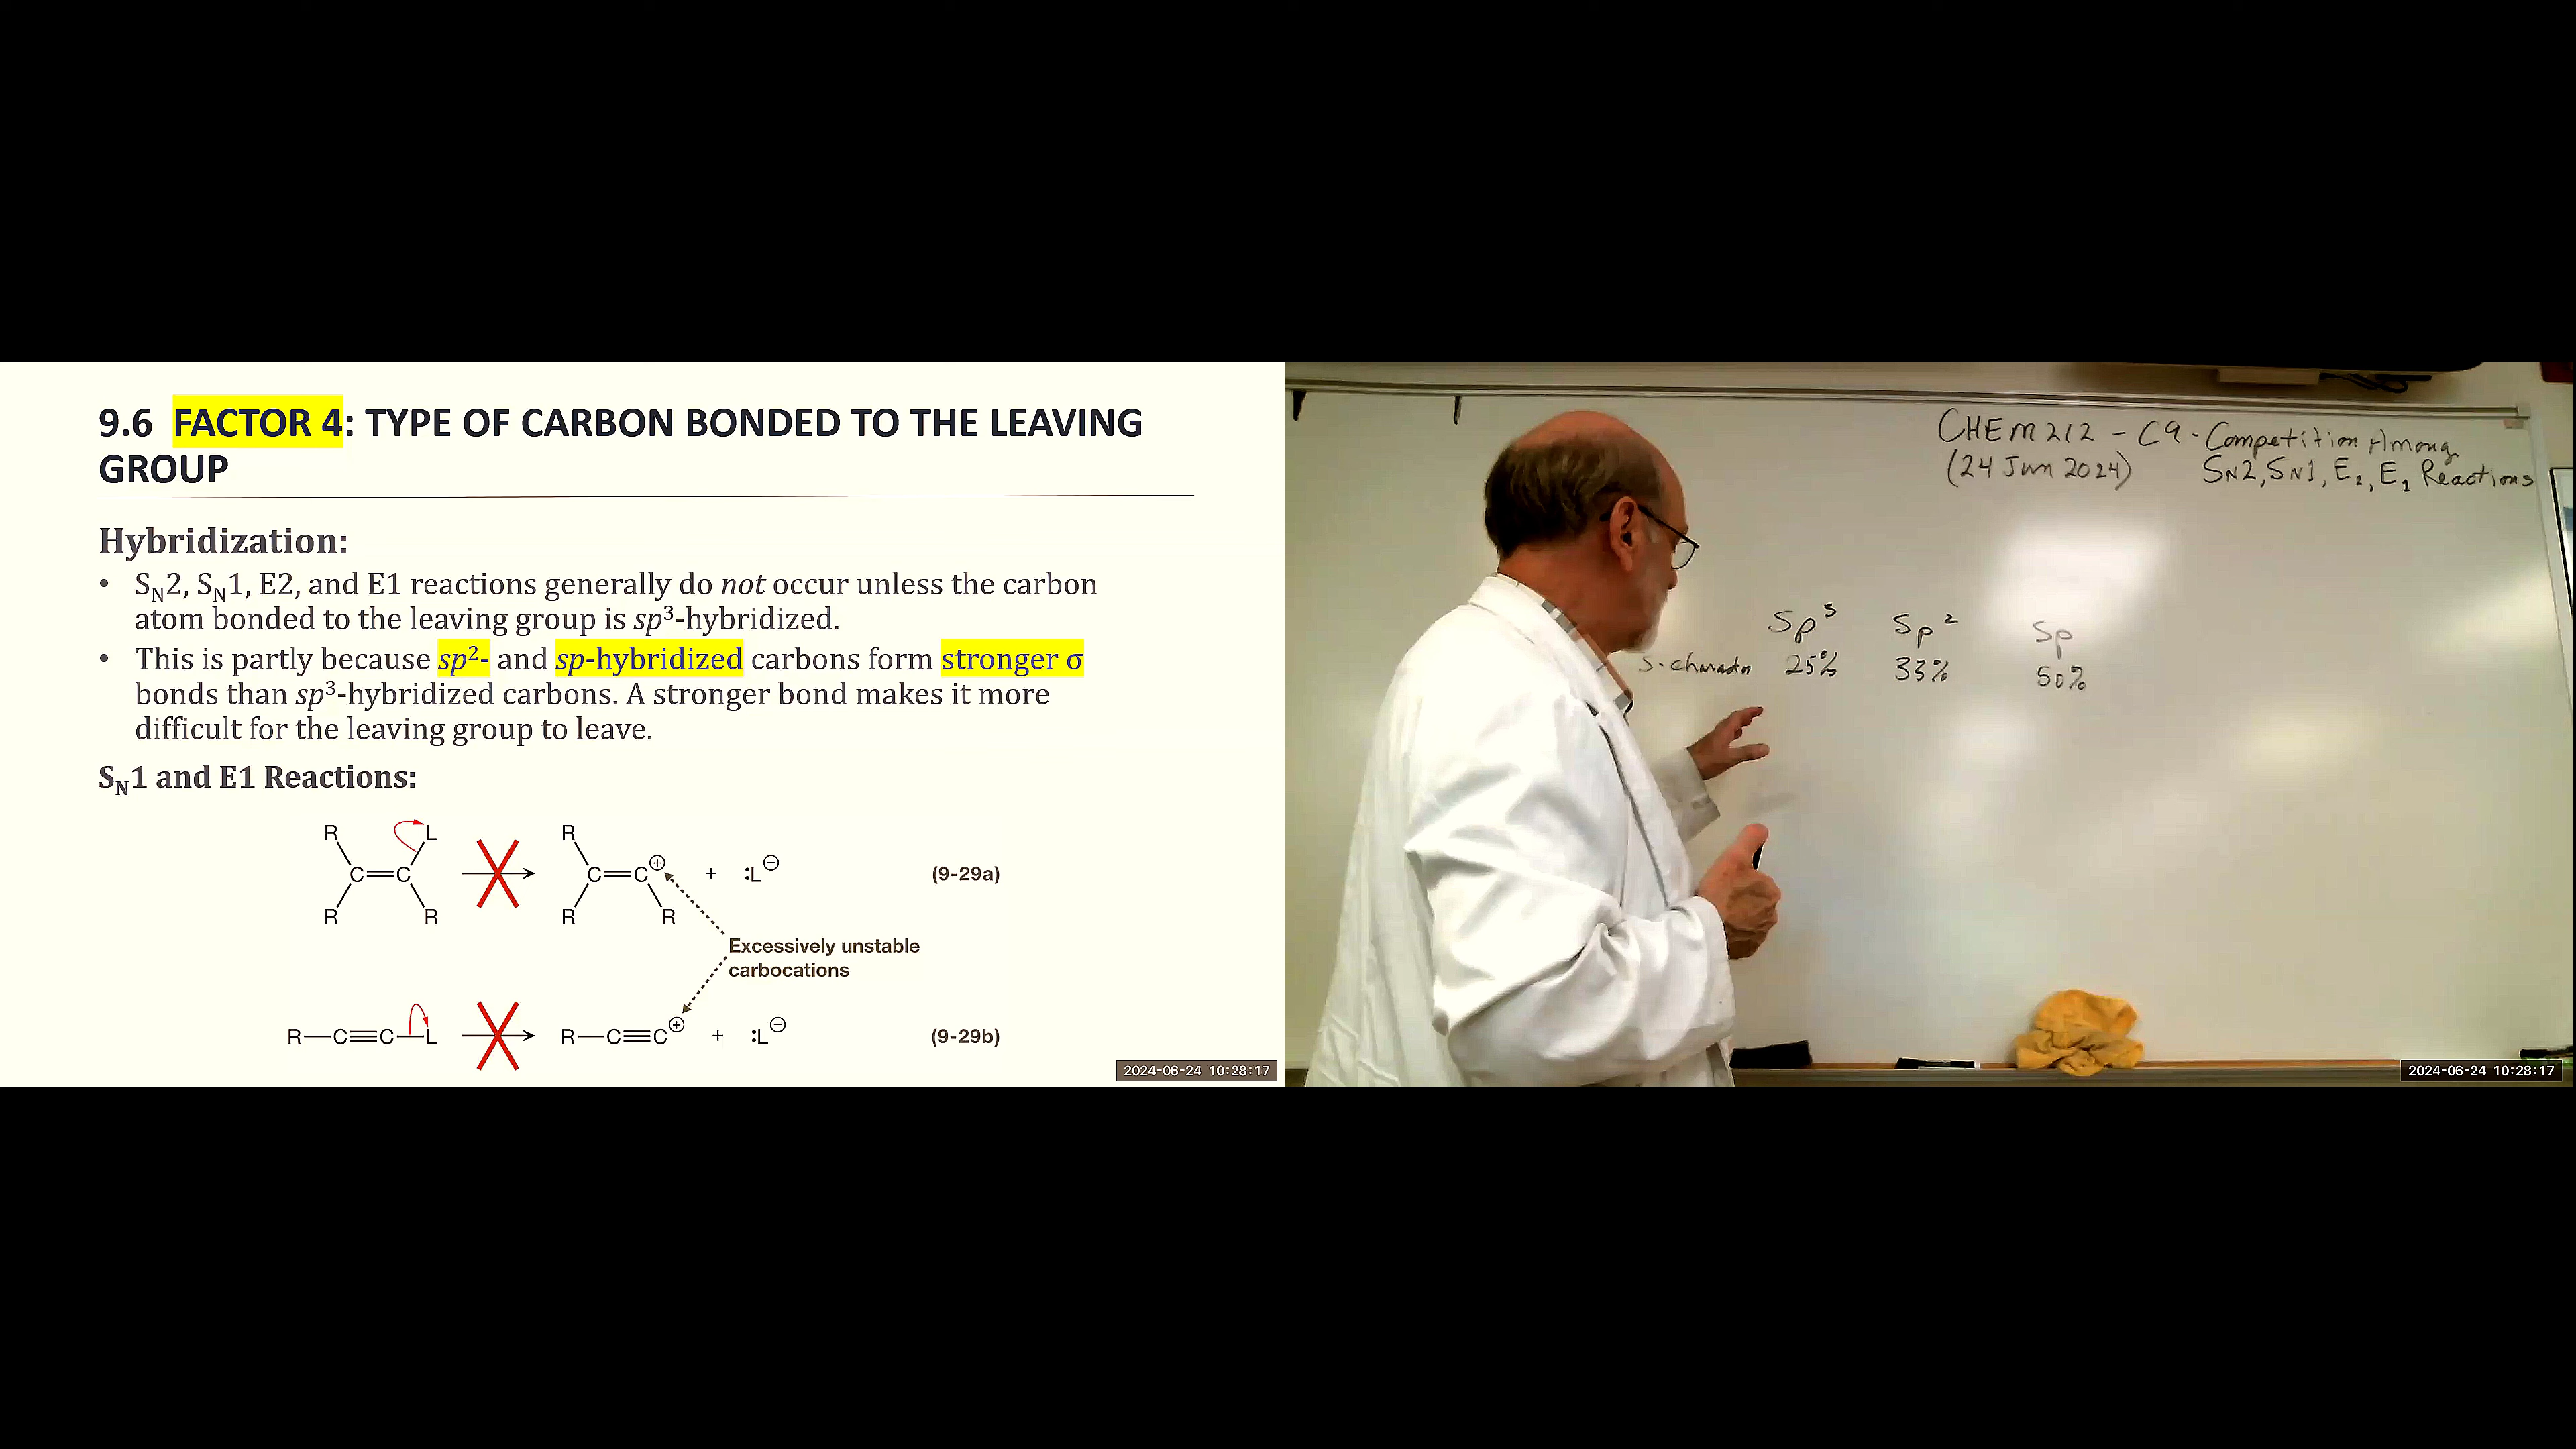 9.6 FACTOR 4: TYPE OF CARBON BONDED TO THE LEAVING
GROUP
Hybridization:
• SN2, SN1, E2, and E1 reactions generally do not occur unless the carbon
atom bonded to the leaving group is sp³-hybridized.
• This is partly because sp²- and sp-hybridized carbons form stronger σ
bonds than sp³-hybridized carbons. A stronger bond makes it more
difficult for the leaving group to leave.
SN1 and E1 Reactions:
R L R
C=C C=C⊕ + :L⊖ (9-29a)
R R R R
Excessively unstable
carbocations
R—C≡C—L R—C≡C⊕ + :L⊖ (9-29b)
2024-06-24 10:28:17
CHEM 212 - C9 - Competition Among
(24 Jun 2024) SN2, SN1, E2, E1 Reactions
sp³ sp² sp
25% 33% 50%
2024-06-24 10:28:17